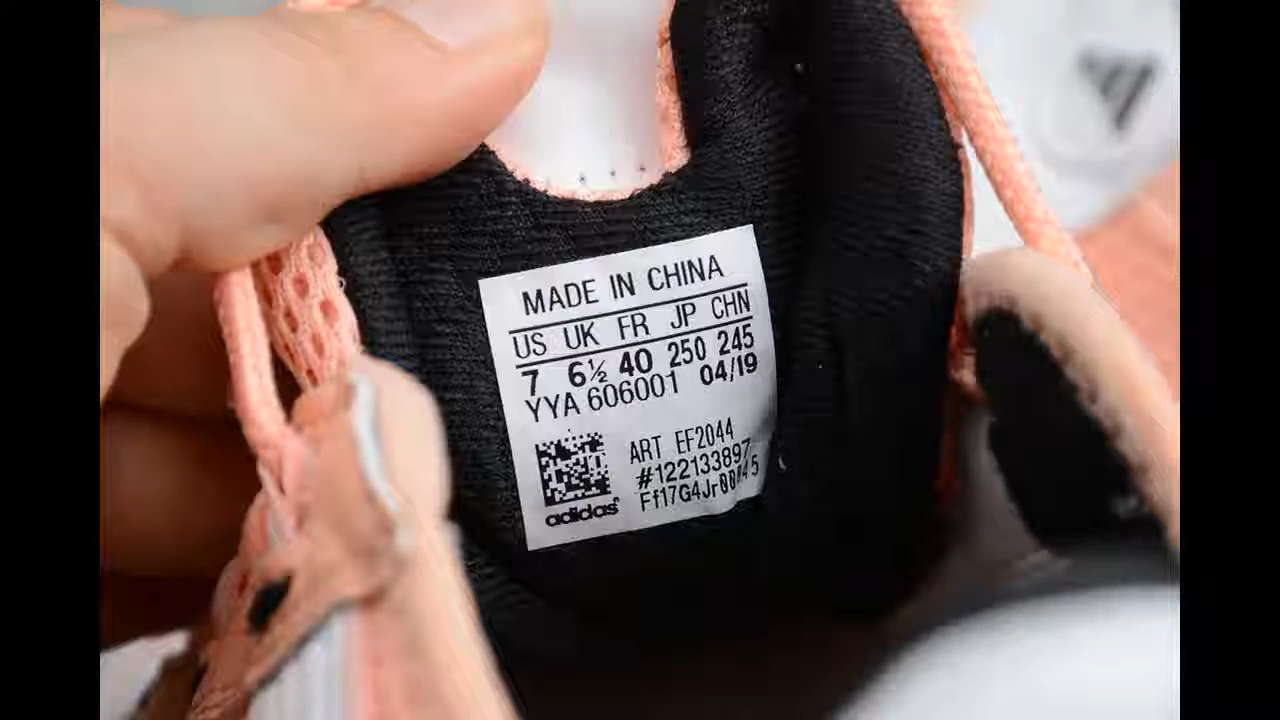 MADE IN CHINA
US UK FR JP CHN
7 6½ 40 250 245
YYA 606001 04/19
ART EF2044
#122133897
adidas